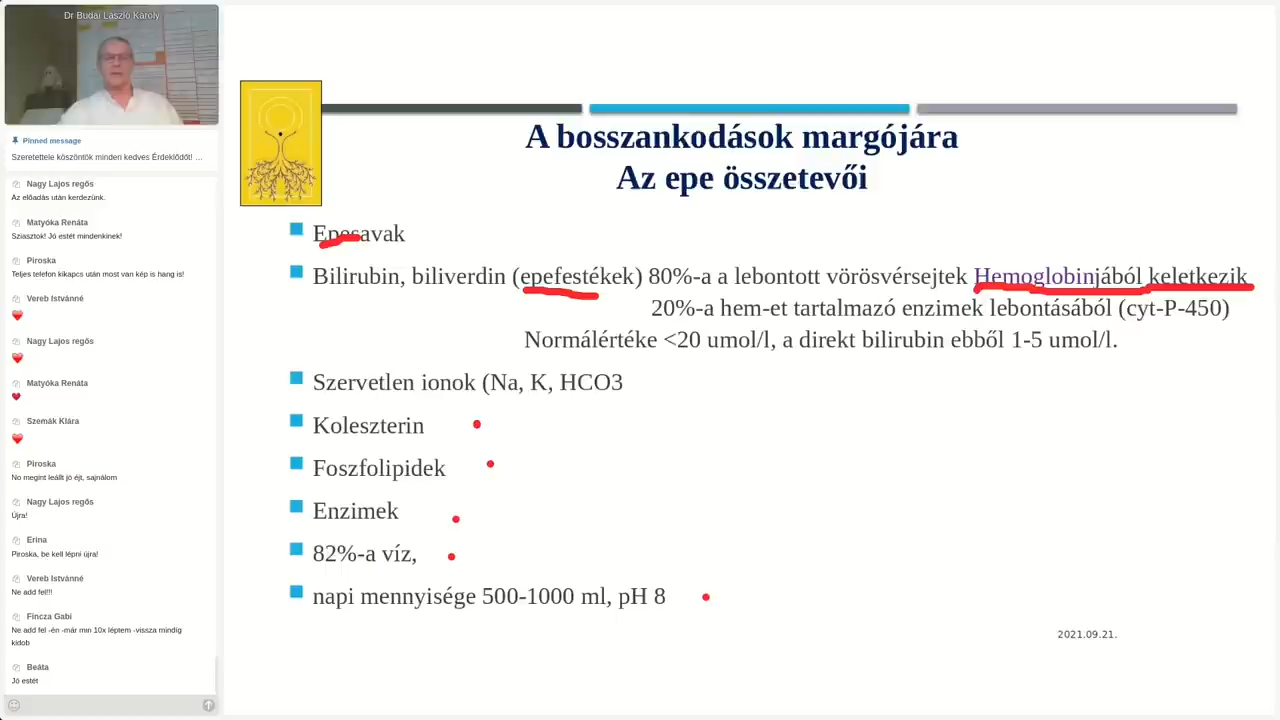 Dr Budai László Károly
Pinned message
Szeretettele köszöntök minden kedves Érdeklődőt! ...
Nagy Lajos regős
Az előadás után kerdezünk.
Matyóka Renáta
Sziasztok! Jó estét mindenkinek!
Piroska
Teljes telefon kikapcs után most van kép is hang is!
Vereb Istvánné
Nagy Lajos regős
Matyóka Renáta
Szemák Klára
Piroska
No megint leállt jó éjt, sajnálom
Nagy Lajos regős
Újra!
Erina
Piroska, be kell lépni újra!
Vereb Istvánné
Ne add fel!!!
Fincza Gabi
Ne add fel -én -már min 10x léptem -vissza mindig
kidob
Beáta
Jó estét
A bosszankodások margójára
Az epe összetevői
Epesavak
Bilirubin, biliverdin (epefestékek) 80%-a a lebontott vörösvérsejtek Hemoglobinjából keletkezik
20%-a hem-et tartalmazó enzimek lebontásából (cyt-P-450)
Normálértéke <20 umol/l, a direkt bilirubin ebből 1-5 umol/l.
Szervetlen ionok (Na, K, HCO3
Koleszterin
Foszfolipidek
Enzimek
82%-a víz,
napi mennyisége 500-1000 ml, pH 8
2021.09.21.